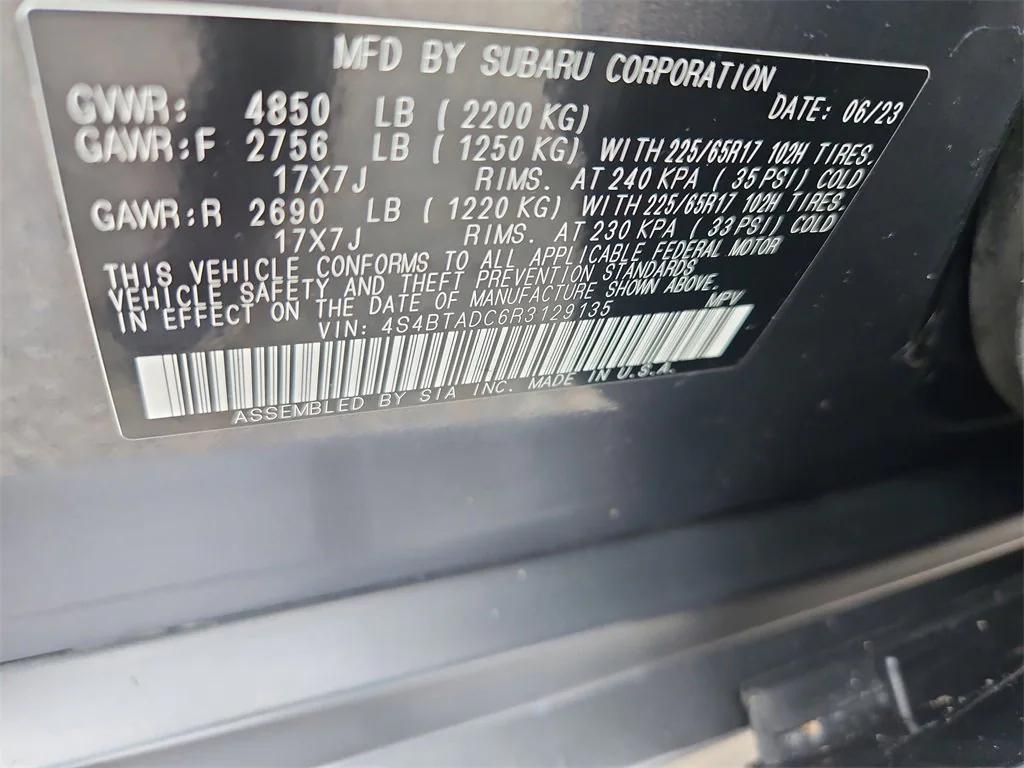 MFD BY SUBARU CORPORATION
GVWR: 4850 LB ( 2200 KG) DATE: 06/23
GAWR:F 2756 LB ( 1250 KG) WITH 225/65R17 102H TIRES.
17X7J RIMS. AT 240 KPA ( 35 PSI) COLD
GAWR:R 2690 LB ( 1220 KG) WITH 225/65R17 102H TIRES.
17X7J RIMS. AT 230 KPA ( 33 PSI) COLD
THIS VEHICLE CONFORMS TO ALL APPLICABLE FEDERAL MOTOR
VEHICLE SAFETY AND THEFT PREVENTION STANDARDS
IN EFFECT ON THE DATE OF MANUFACTURE SHOWN ABOVE.
VIN: 4S4BTADC6R3129135 MPV
ASSEMBLED BY SIA INC. MADE IN U.S.A.